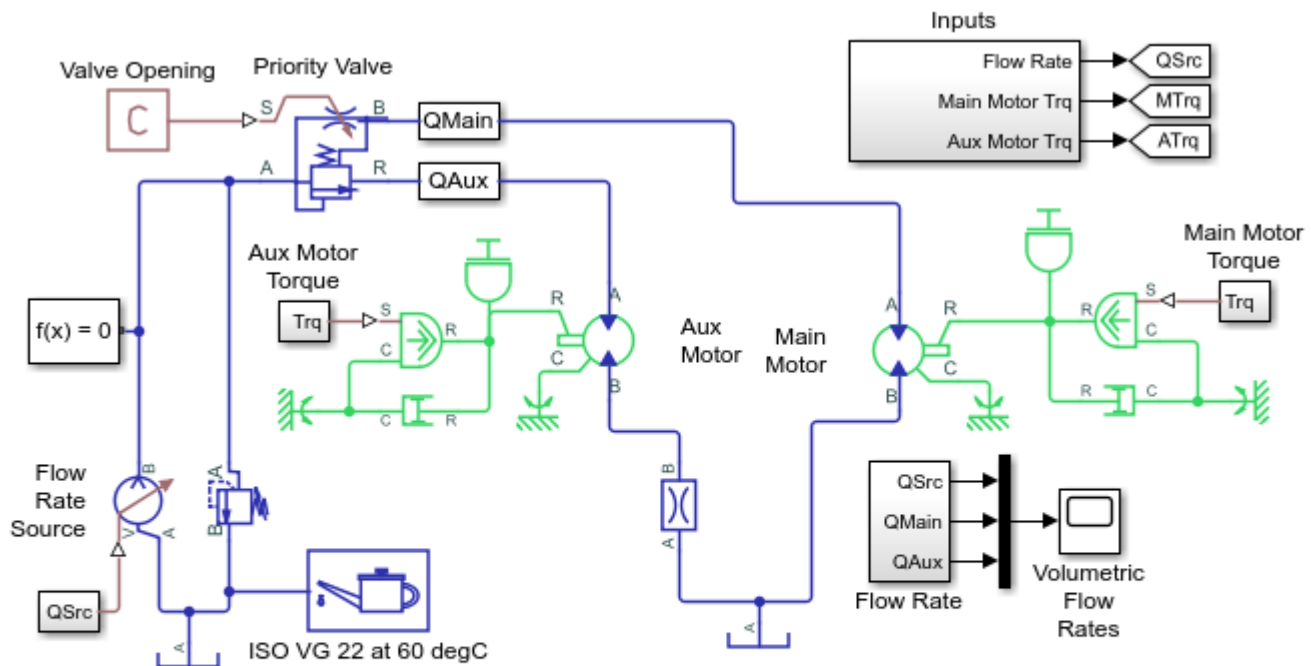 Inputs
Valve Opening
Priority Valve
Flow Rate
QSrc
C
S
B
QMain
Main Motor Trq
MTrq
Aux Motor Trq
ATrq
A
R
QAux
Aux Motor
Torque
Main Motor
Torque
Trq
S
R
C
R
C
R
C
A
B
Aux
Motor
Main
Motor
A
B
R
C
R
S
C
R
C
Trq
f(x) = 0
Flow
Rate
Source
B
V
A
A
B
QSrc
A
ISO VG 22 at 60 degC
B
A
A
QSrc
QMain
QAux
Flow Rate
Volumetric
Flow
Rates